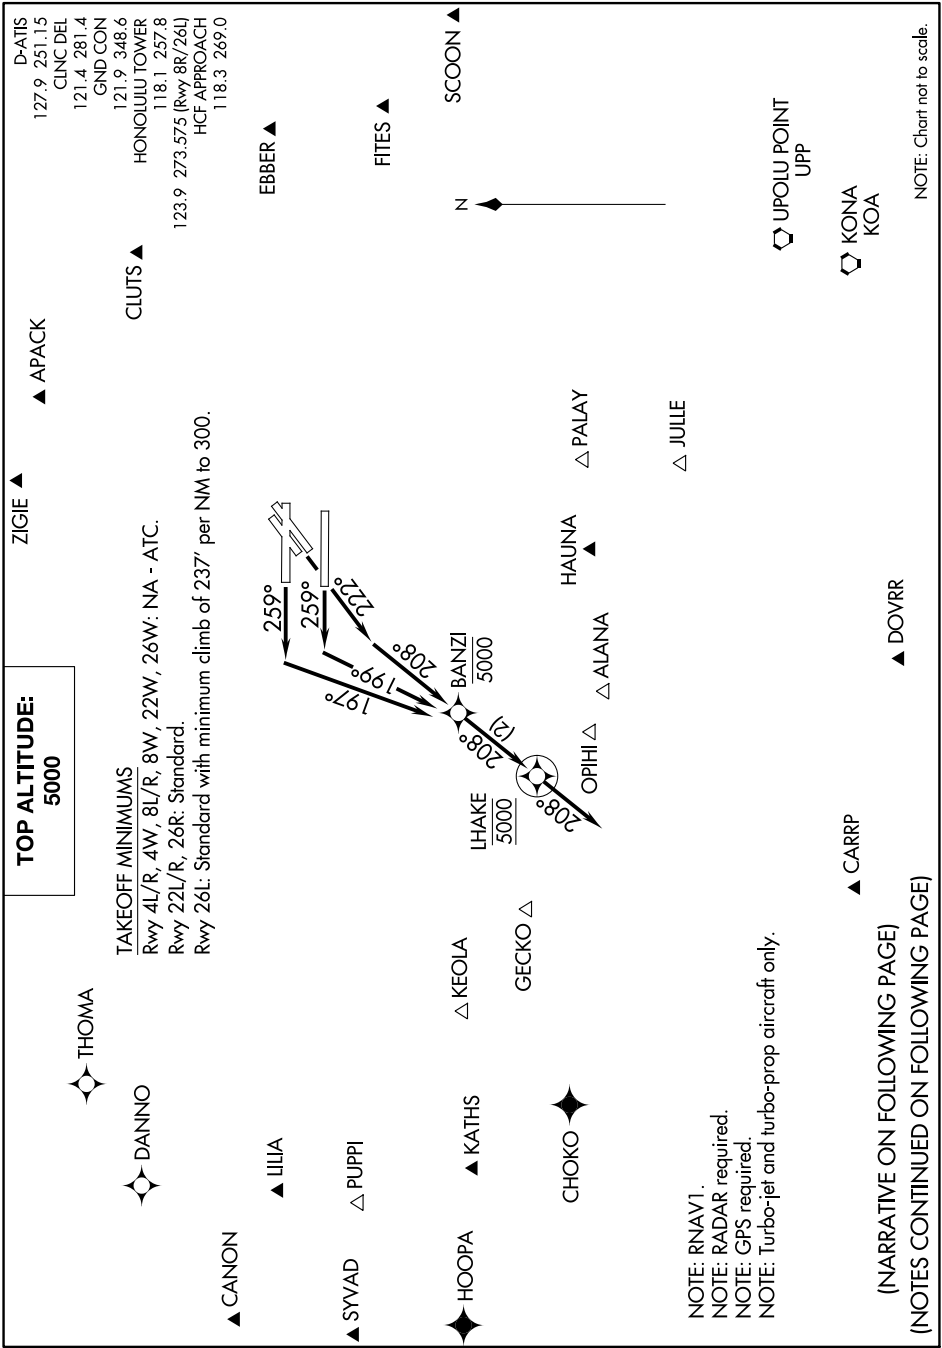 TOP ALTITUDE:
5000
D-ATIS
127.9 251.15
CLNC DEL
121.4 281.4
GND CON
121.9 348.6
HONOLULU TOWER
118.1 257.8
123.9 273.575 (Rwy 8R/26L)
HCF APPROACH
118.3 269.0
TAKEOFF MINIMUMS
Rwy 4L/R, 4W, 8L/R, 8W, 22W, 26W: NA - ATC.
Rwy 22L/R, 26R: Standard.
Rwy 26L: Standard with minimum climb of 237' per NM to 300.
ZIGIE
APACK
THOMA
DANNO
CLUTS
CANON
LILIA
EBBER
259°
259°
222°
SYVAD
PUPPI
197°
199°
208°
FITES
HOOPA
KATHS
KEOLA
BANZI
5000
SCOON
N
208°
(2)
LHAKE
5000
208°
GECKO
CHOKO
OPIHI
ALANA
HAUNA
PALAY
JULLE
UPOLU POINT
UPP
KONA
KOA
CARRP
DOVRR
NOTE: RNAV1.
NOTE: RADAR required.
NOTE: GPS required.
NOTE: Turbo-jet and turbo-prop aircraft only.
(NARRATIVE ON FOLLOWING PAGE)
(NOTES CONTINUED ON FOLLOWING PAGE)
NOTE: Chart not to scale.